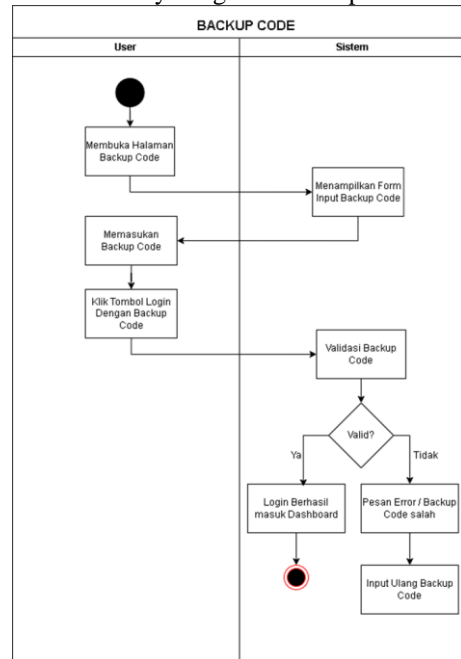 BACKUP CODE
User
Sistem
Membuka Halaman
Backup Code
Menampilkan Form
Input Backup Code
Memasukan
Backup Code
Klik Tombol Login
Dengan Backup
Code
Validasi Backup
Code
Valid?
Ya
Tidak
Login Berhasil
masuk Dashboard
Pesan Error / Backup
Code salah
Input Ulang Backup
Code